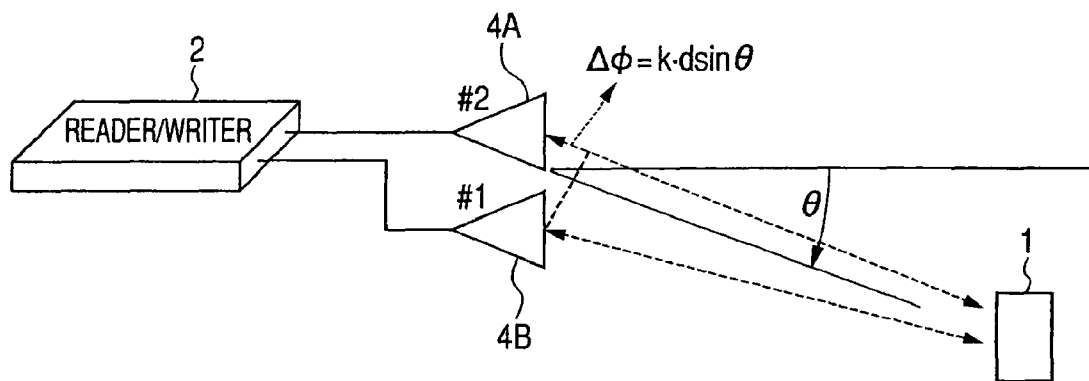 2
READER/WRITER
4A
#2
Δϕ = k·dsinθ
#1
4B
θ
1